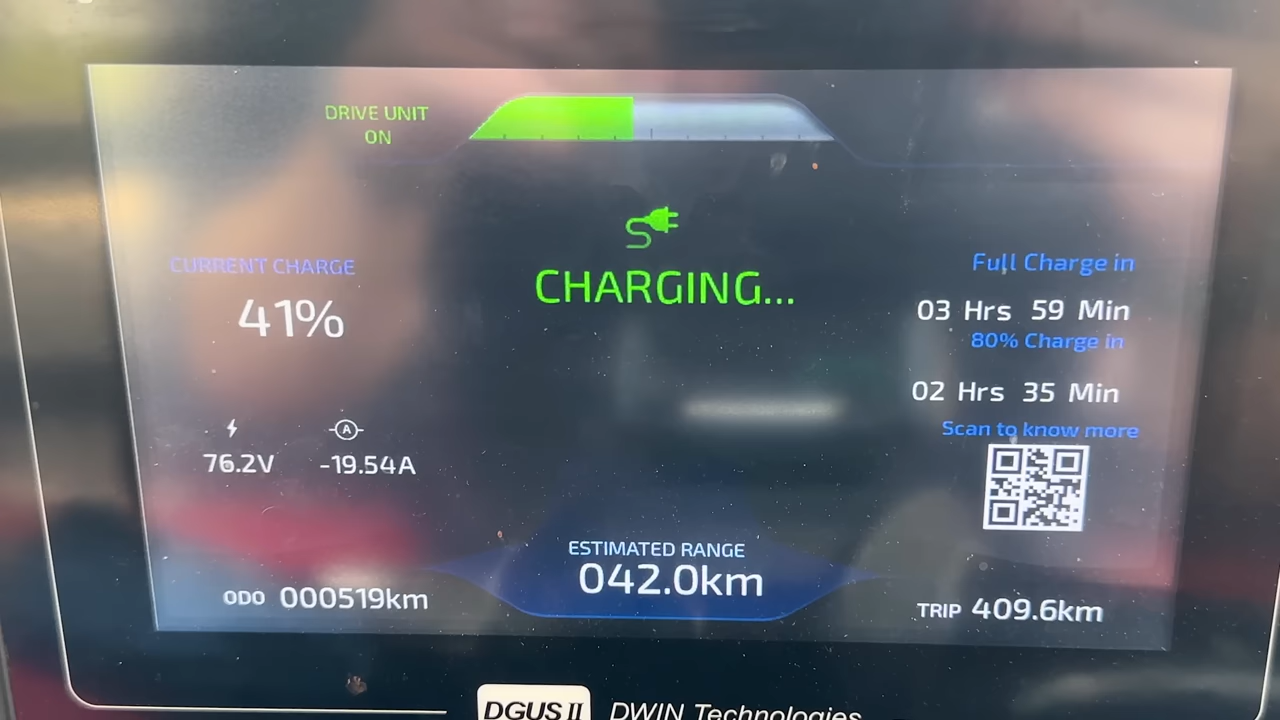 DRIVE UNIT
ON
CHARGING...
CURRENT CHARGE
41%
76.2V -19.54A
Full Charge in
03 Hrs 59 Min
80% Charge in
02 Hrs 35 Min
Scan to know more
ESTIMATED RANGE
042.0km
ODO 000519km
TRIP 409.6km
DGUS II DWIN Technologies